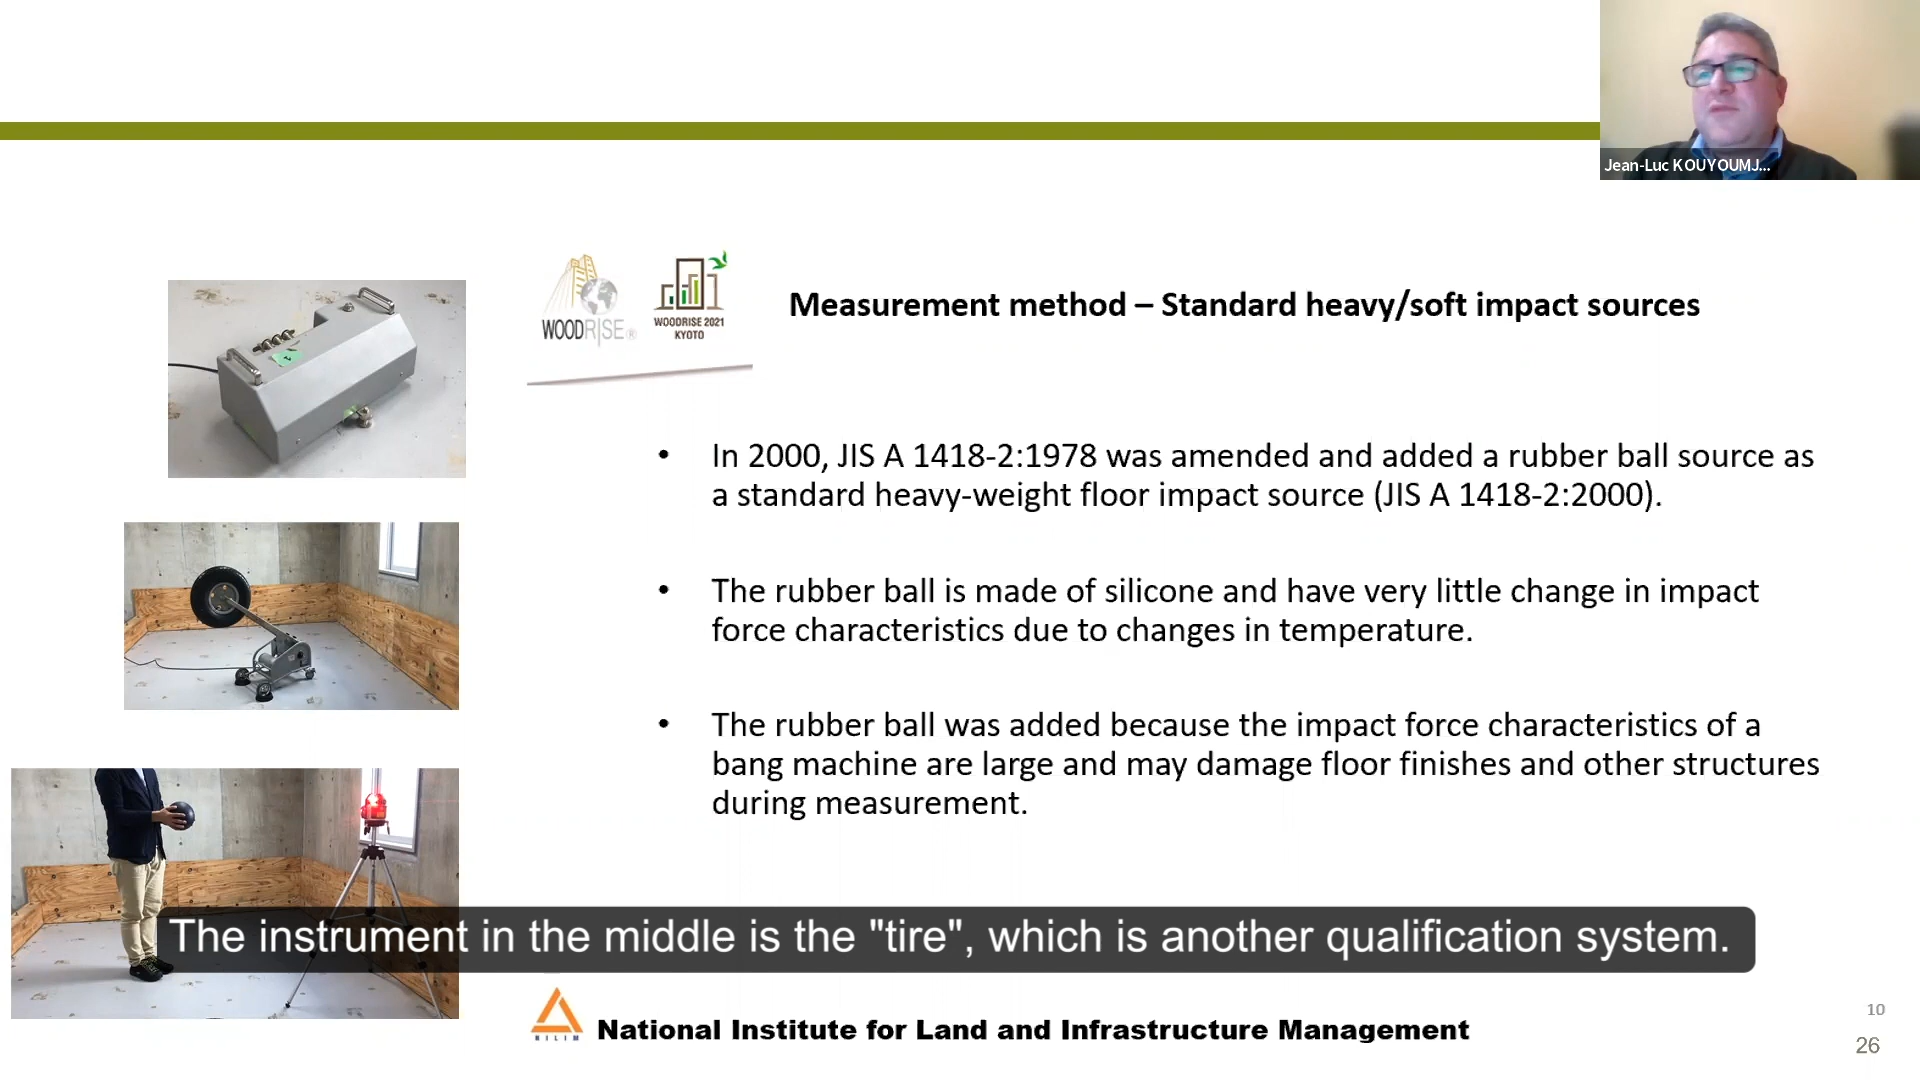 Jean-Luc KOUYOUMJ...
WOODRISE®
WOODRISE 2021
KYOTO
Measurement method – Standard heavy/soft impact sources
• In 2000, JIS A 1418-2:1978 was amended and added a rubber ball source as
a standard heavy-weight floor impact source (JIS A 1418-2:2000).
• The rubber ball is made of silicone and have very little change in impact
force characteristics due to changes in temperature.
• The rubber ball was added because the impact force characteristics of a
bang machine are large and may damage floor finishes and other structures
during measurement.
The instrument in the middle is the "tire", which is another qualification system.
NILIM
National Institute for Land and Infrastructure Management
10
26